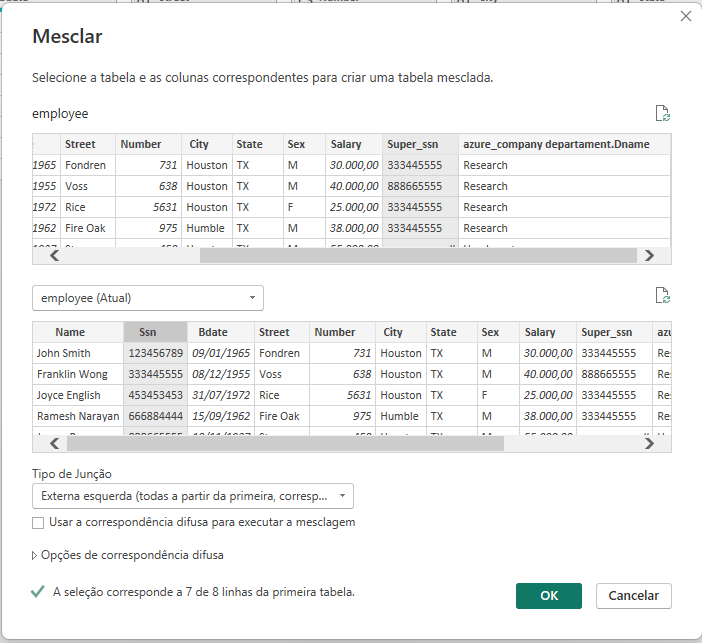 Mesclar
Selecione a tabela e as colunas correspondentes para criar uma tabela mesclada.
employee
Street Number City State Sex Salary Super_ssn azure_company departament.Dname
1965 Fondren 731 Houston TX M 30.000,00 333445555 Research
1955 Voss 638 Houston TX M 40.000,00 888665555 Research
1972 Rice 5631 Houston TX F 25.000,00 333445555 Research
1962 Fire Oak 975 Humble TX M 38.000,00 333445555 Research
employee (Atual)
Name Ssn Bdate Street Number City State Sex Salary Super_ssn azu
John Smith 123456789 09/01/1965 Fondren 731 Houston TX M 30.000,00 333445555 Res
Franklin Wong 333445555 08/12/1955 Voss 638 Houston TX M 40.000,00 888665555 Res
Joyce English 453453453 31/07/1972 Rice 5631 Houston TX F 25.000,00 333445555 Res
Ramesh Narayan 666884444 15/09/1962 Fire Oak 975 Humble TX M 38.000,00 333445555 Res
Tipo de Junção
Externa esquerda (todas a partir da primeira, corresp...
Usar a correspondência difusa para executar a mesclagem
Opções de correspondência difusa
A seleção corresponde a 7 de 8 linhas da primeira tabela.
OK Cancelar